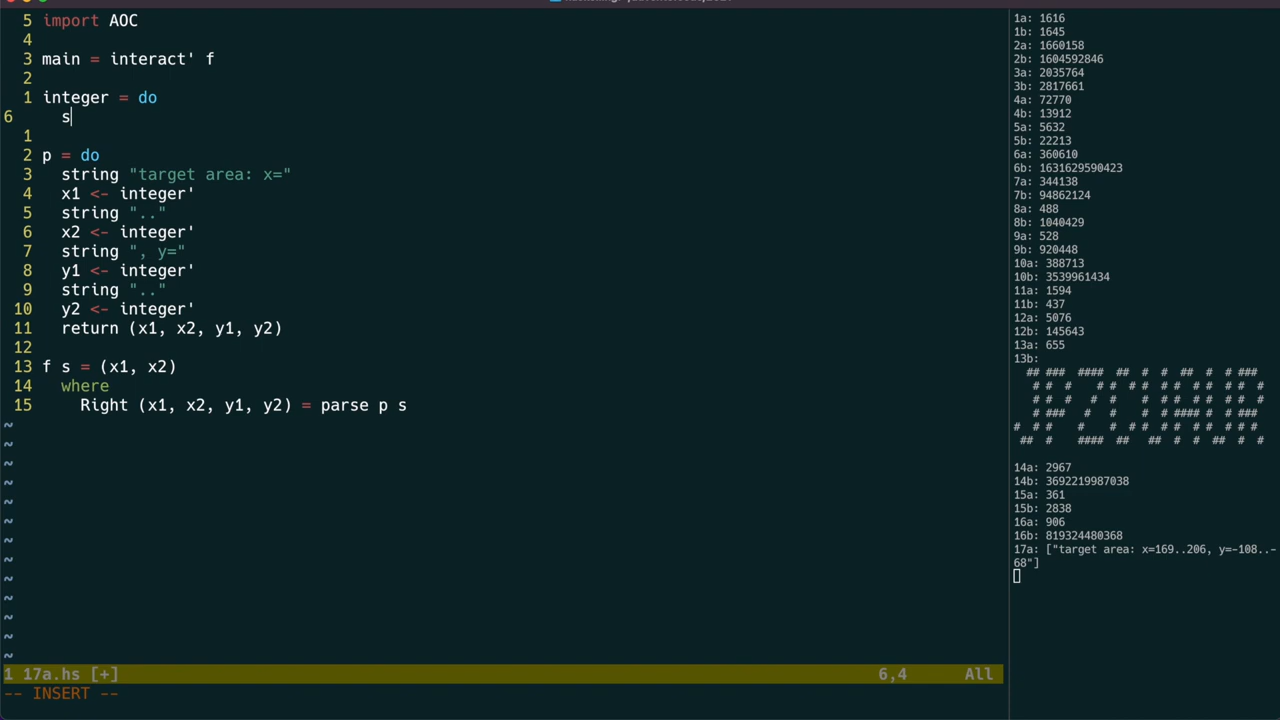 5 import AOC
4
3 main = interact' f
2
1 integer = do
6 s
1
2 p = do
3 string "target area: x="
4 x1 <- integer'
5 string ".."
6 x2 <- integer'
7 string ", y="
8 y1 <- integer'
9 string ".."
10 y2 <- integer'
11 return (x1, x2, y1, y2)
12
13 f s = (x1, x2)
14 where
15 Right (x1, x2, y1, y2) = parse p s
~
~
~
~
~
~
~
~
~
~
~
~
~
1 17a.hs [+] 6,4 All
-- INSERT --
1a: 1616
1b: 1645
2a: 1660158
2b: 1604592846
3a: 2035764
3b: 2817661
4a: 72770
4b: 13912
5a: 5632
5b: 22213
6a: 360610
6b: 1631629590423
7a: 344138
7b: 94862124
8a: 488
8b: 1040429
9a: 528
9b: 920448
10a: 388713
10b: 3539961434
11a: 1594
11b: 437
12a: 5076
12b: 145643
13a: 655
13b:
## ### #### ## # # ## # # ###
# # # # # # # # # # # # # #
# # # # # # # # # # # # #
# ### # # # #### # # ###
# # # # # # # # # # # # #
## # #### ## ## # # ## # #
14a: 2967
14b: 3692219987038
15a: 361
15b: 2838
16a: 906
16b: 819324480368
17a: ["target area: x=169..206, y=-108..-
68"]